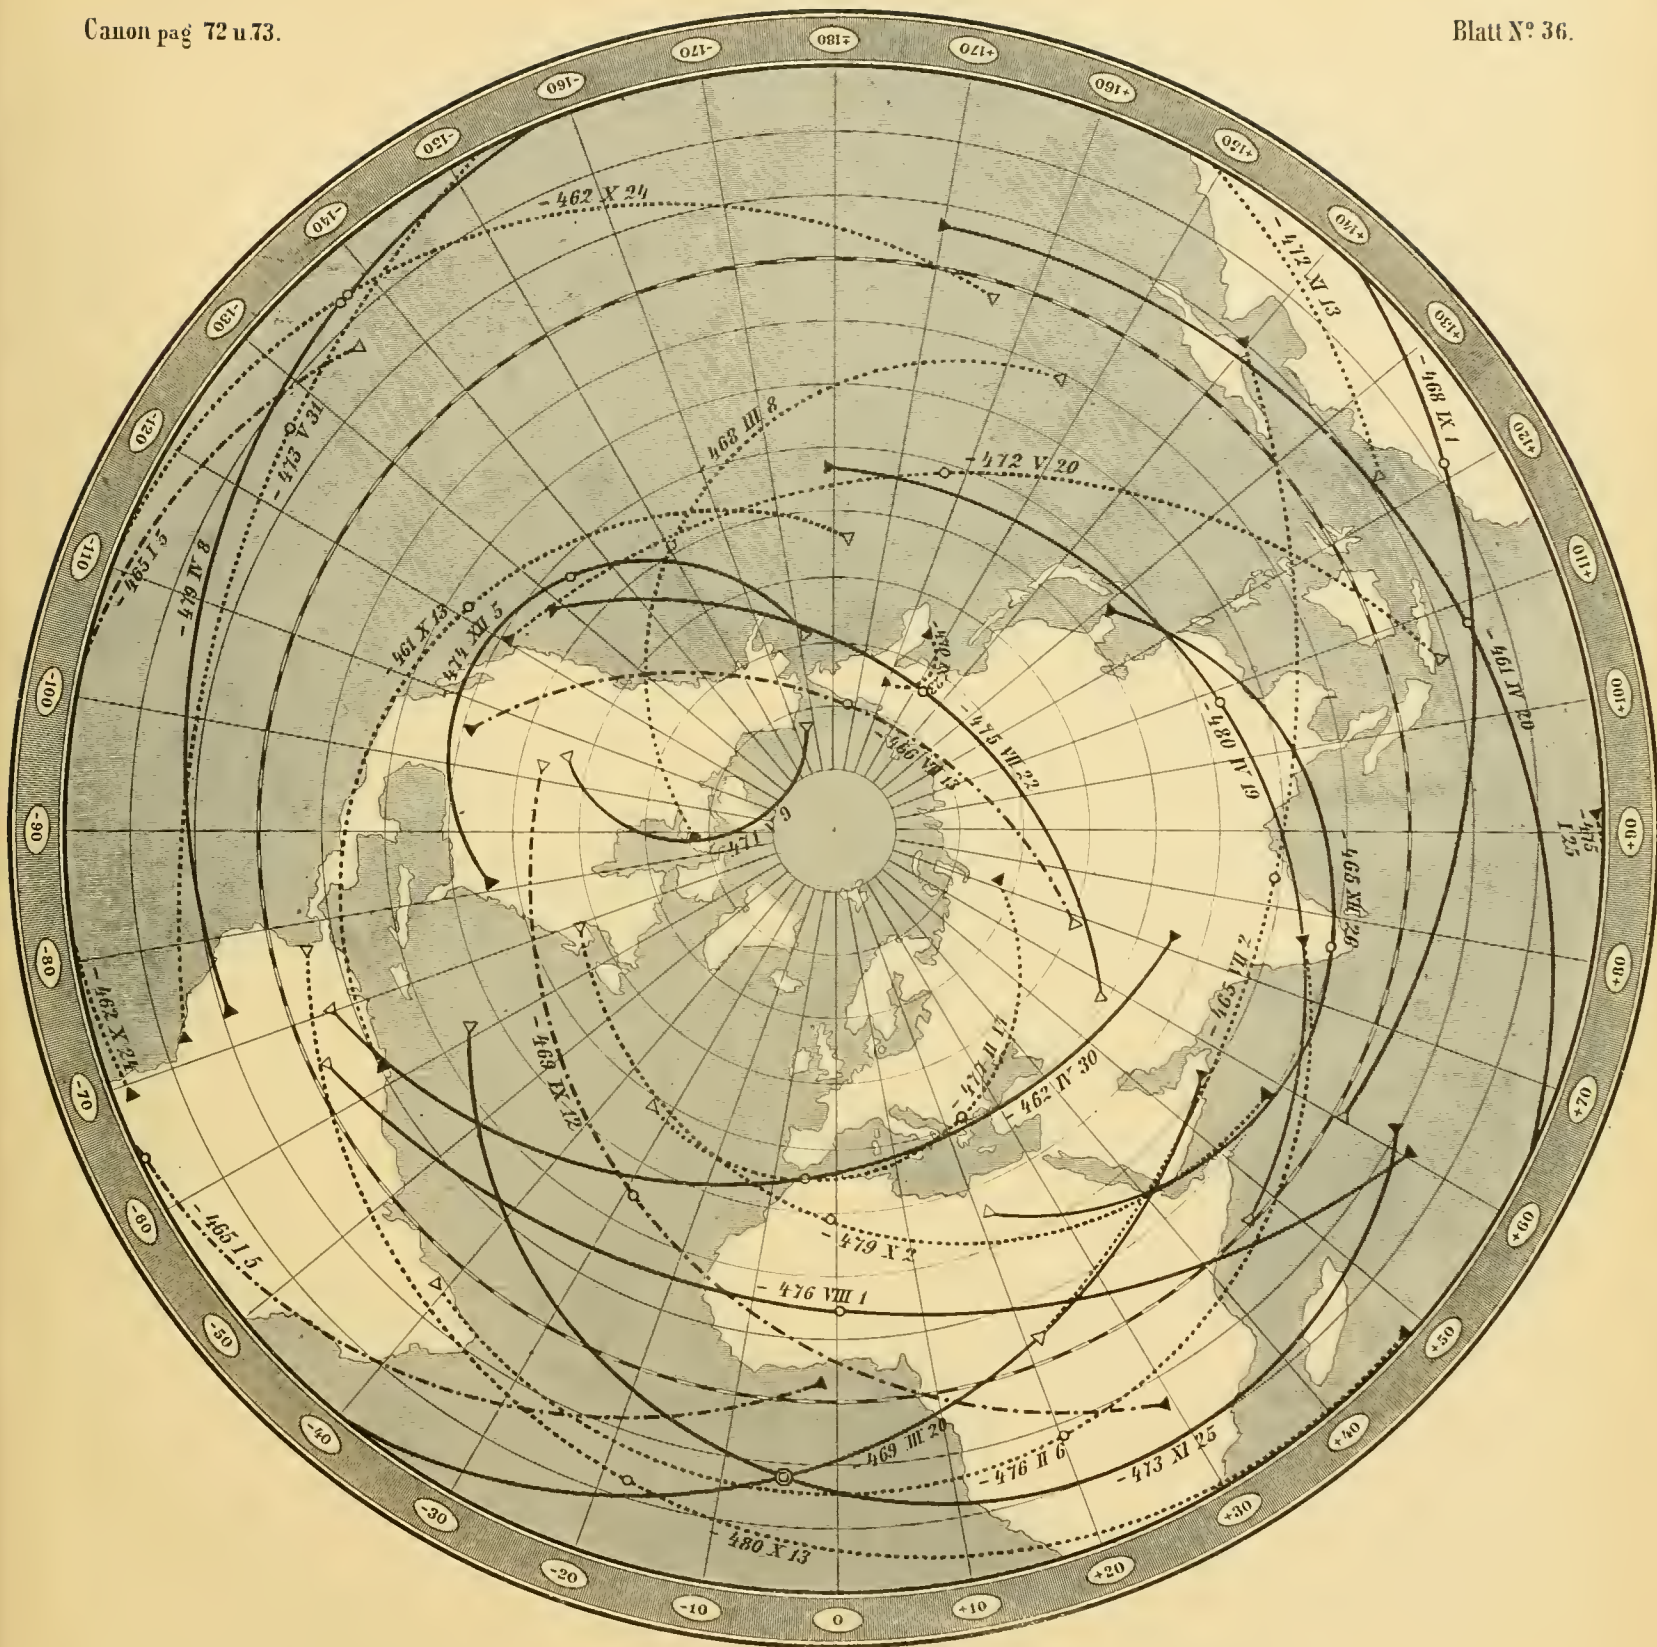 Canon pag 72 u.73.
Blatt Nº 36.
±180
+170
+160
+150
+140
+130
+120
+110
+100
+90
+80
+70
+60
+50
+40
+30
+20
+10
0
-10
-20
-30
-40
-50
-60
-70
-80
-90
-100
-110
-120
-130
-140
-150
-160
-170
- 462 X 24
- 472 XI 13
- 468 IX 1
- 468 III 8
- 472 V 20
- 473 V 31
- 465 I 5
- 479 IV 8
- 461 X 13
- 474 XII 5
- 461 IV 20
- 475 VII 22
- 466 VII 13
- 480 IV 19
- 471 V 9
- 475
I 25
- 465 XII 26
- 465 VII 2
- 462 X 24
- 469 IX 12
- 477 II 17
- 462 IV 30
- 465 I 5
- 479 X 2
- 476 VIII 1
- 469 III 20
- 476 II 6
- 473 XI 25
- 480 X 13